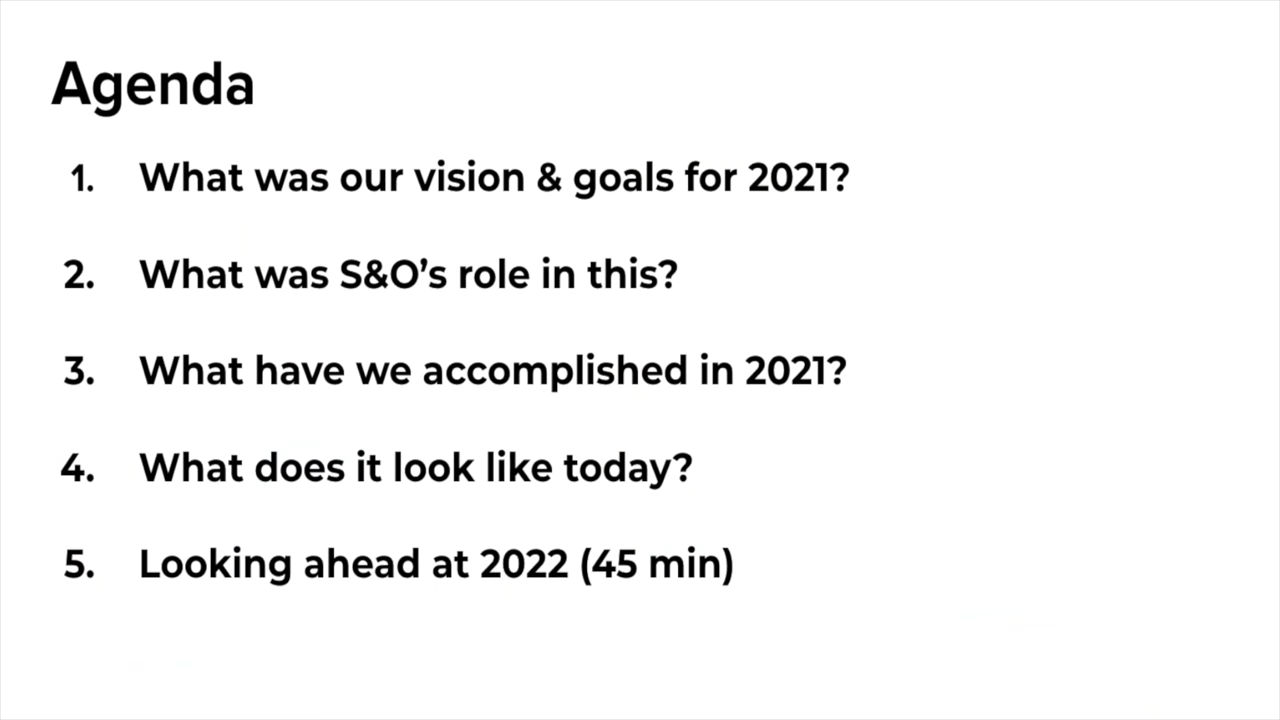 Agenda
1. What was our vision & goals for 2021?
2. What was S&O’s role in this?
3. What have we accomplished in 2021?
4. What does it look like today?
5. Looking ahead at 2022 (45 min)